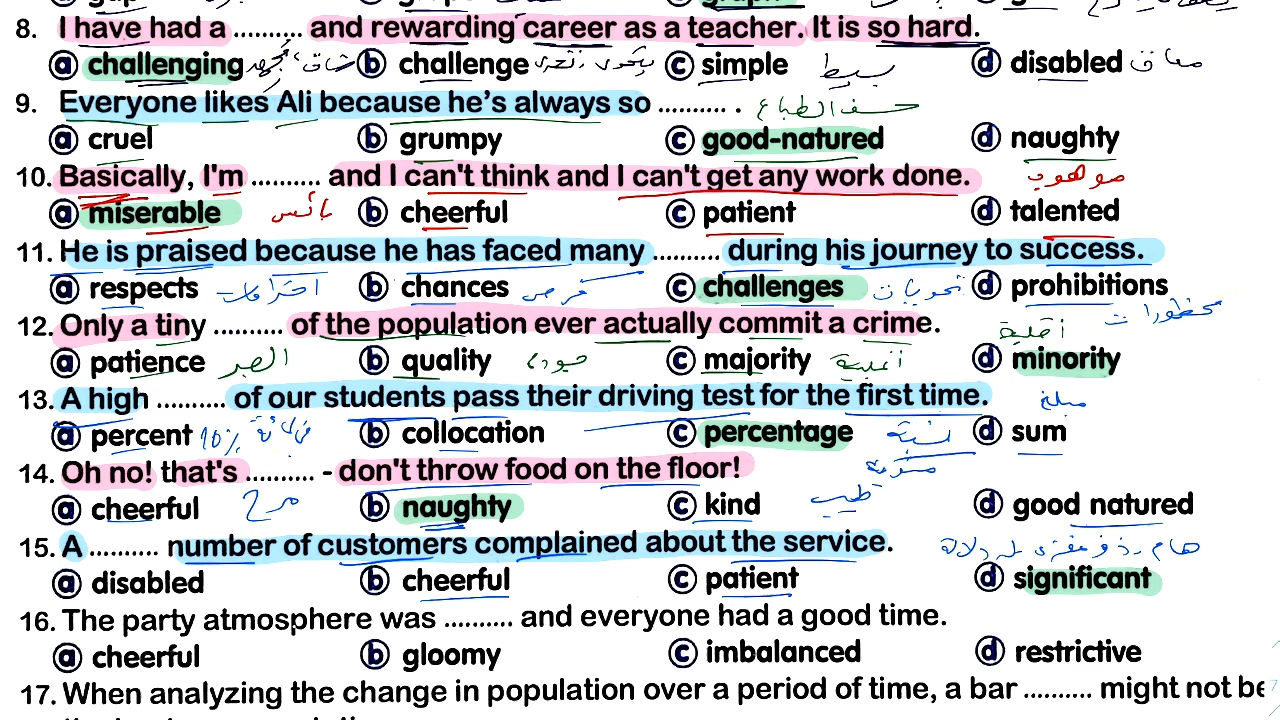 8. I have had a .......... and rewarding career as a teacher. It is so hard.
ⓐ challenging ⓑ challenge ⓒ simple بسيط ⓓ disabled معاق
9. Everyone likes Ali because he's always so .......... . حسن الطباع
ⓐ cruel ⓑ grumpy ⓒ good-natured ⓓ naughty
10. Basically, I'm .......... and I can't think and I can't get any work done. موهوب
ⓐ miserable بائس ⓑ cheerful ⓒ patient ⓓ talented
11. He is praised because he has faced many .......... during his journey to success.
ⓐ respects احترامات ⓑ chances فرص ⓒ challenges تحديات ⓓ prohibitions محظورات
12. Only a tiny .......... of the population ever actually commit a crime. أقلية
ⓐ patience الصبر ⓑ quality جودة ⓒ majority أغلبية ⓓ minority
13. A high .......... of our students pass their driving test for the first time. مبلغ
ⓐ percent ⓑ collocation ⓒ percentage نسبة ⓓ sum
14. Oh no! that's .......... - don't throw food on the floor! مئوية
ⓐ cheerful مرح ⓑ naughty ⓒ kind طيب ⓓ good natured
15. A .......... number of customers complained about the service.
ⓐ disabled ⓑ cheerful ⓒ patient ⓓ significant
16. The party atmosphere was .......... and everyone had a good time.
ⓐ cheerful ⓑ gloomy ⓒ imbalanced ⓓ restrictive
17. When analyzing the change in population over a period of time, a bar .......... might not be